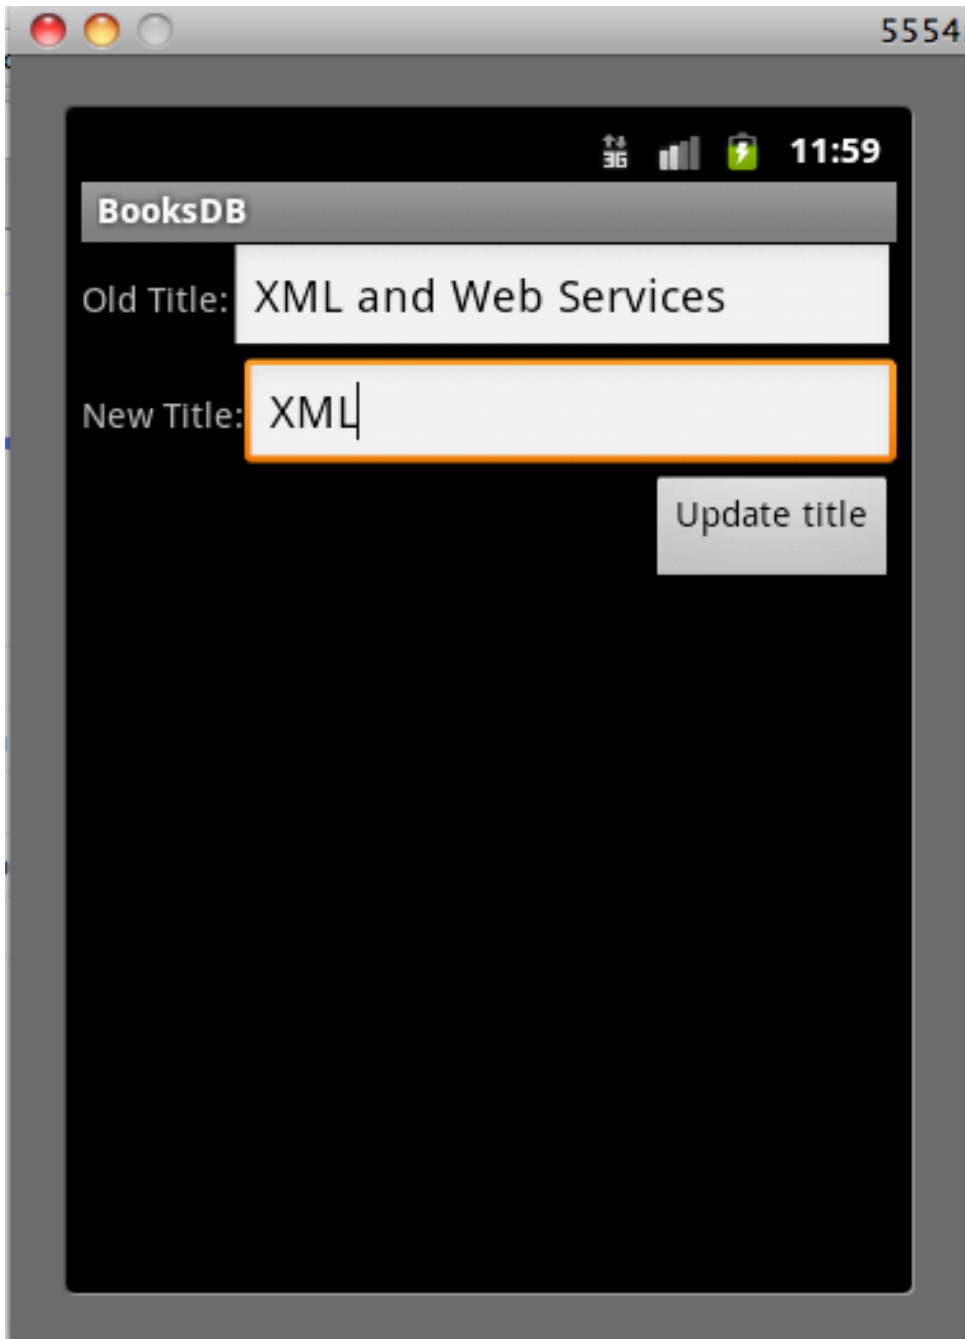 5554
3G 11:59
BooksDB
Old Title: XML and Web Services
New Title: XML
Update title